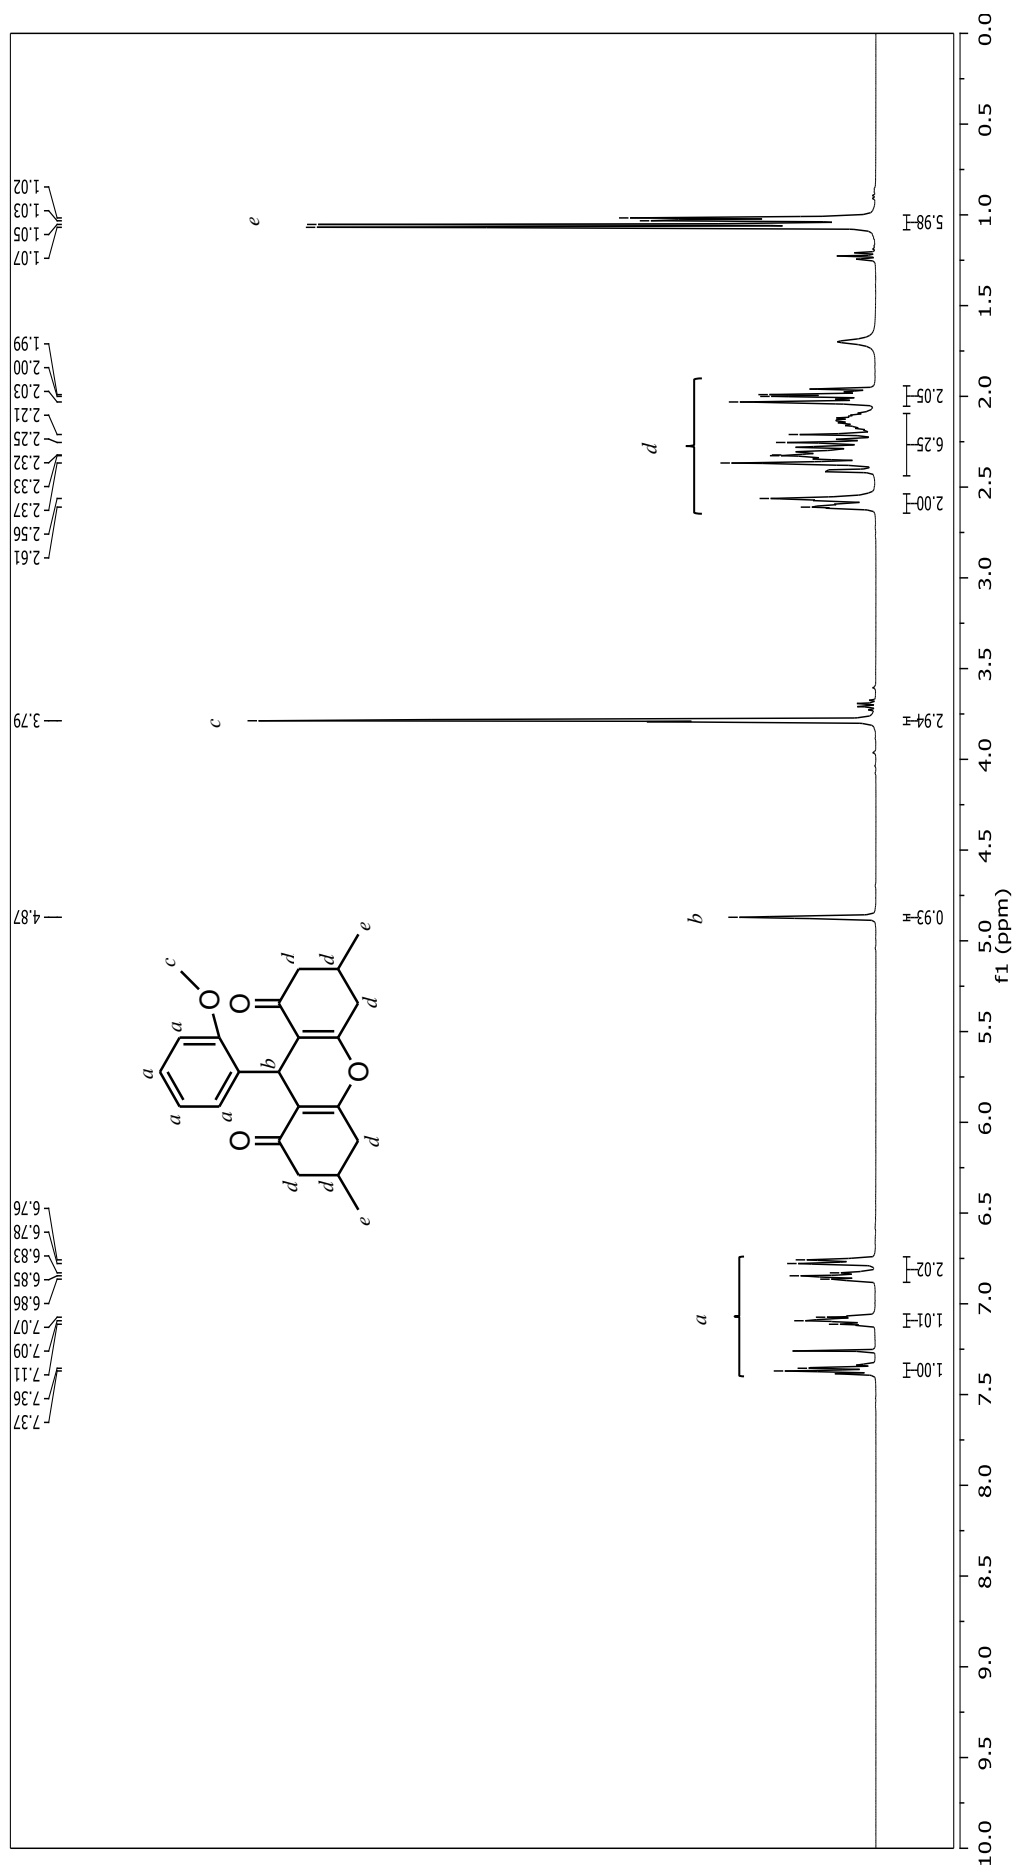 1.02
1.03
1.05
1.07
1.99
2.00
2.03
2.21
2.25
2.32
2.33
2.37
2.56
2.61
3.79
4.87
6.76
6.78
6.83
6.85
6.86
7.07
7.09
7.11
7.36
7.37
e
d
c
b
a
c
O
a
a
a
a
O
O
b
O
d
d
d
e
d
d
d
e
5.98
2.05
6.25
2.00
2.94
0.93
2.02
1.01
1.00
0.0
0.5
1.0
1.5
2.0
2.5
3.0
3.5
4.0
4.5
5.0
5.5
6.0
6.5
7.0
7.5
8.0
8.5
9.0
9.5
10.0
f1 (ppm)